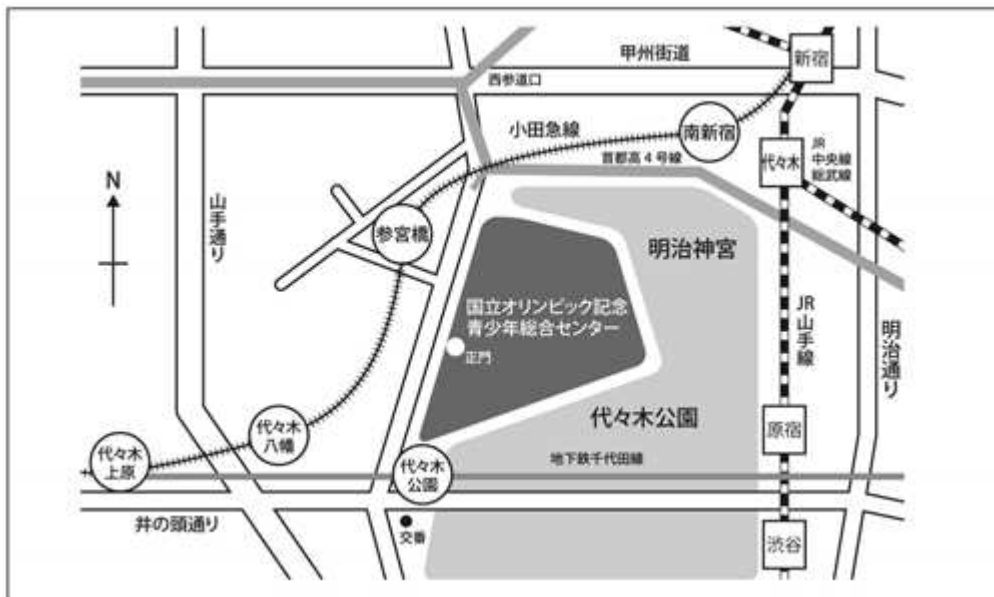 甲州街道
新宿
西参道口
小田急線
南新宿
首都高4号線
代々木
JR
中央線
総武線
N
山手通り
参宮橋
明治神宮
国立オリンピック記念
青少年総合センター
正門
JR山手線
明治通り
代々木公園
原宿
代々木
八幡
代々木
上原
代々木
公園
地下鉄千代田線
井の頭通り
交番
渋谷